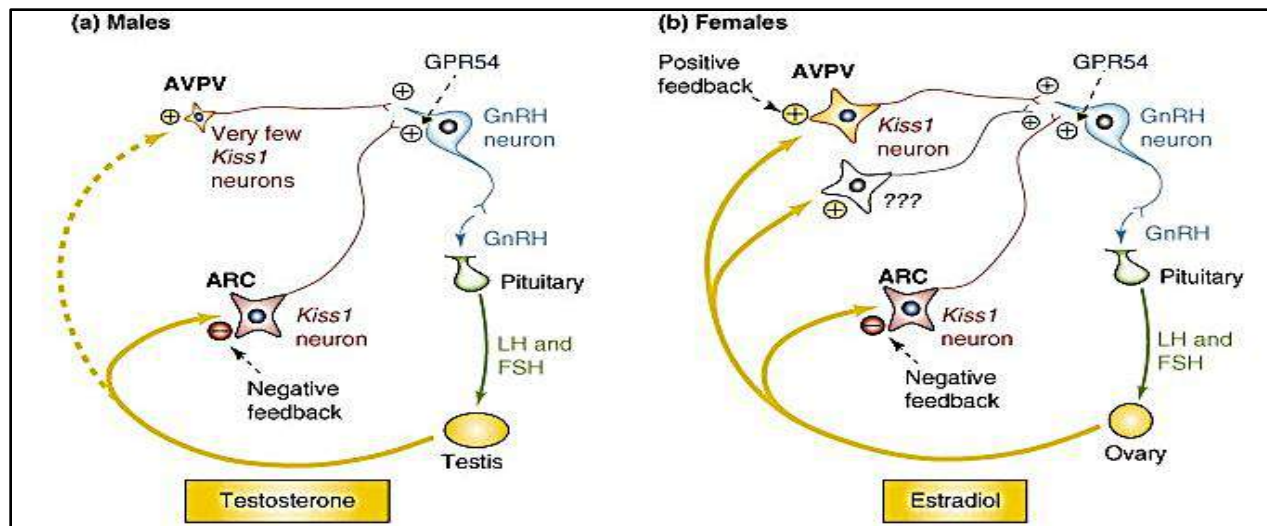 (a) Males
GPR54
AVPV
Very few
Kiss1
neurons
GnRH
neuron
GnRH
Pituitary
ARC
Kiss1
neuron
LH and
FSH
Negative
feedback
Testis
Testosterone
(b) Females
Positive
feedback
AVPV
GPR54
Kiss1
neuron
GnRH
neuron
???
GnRH
Pituitary
ARC
Kiss1
neuron
LH and
FSH
Negative
feedback
Ovary
Estradiol